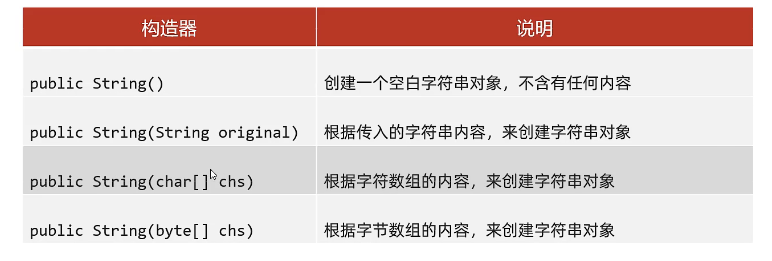 构造器 说明
public String() 创建一个空白字符串对象，不含有任何内容
public String(String original) 根据传入的字符串内容，来创建字符串对象
public String(char[] chs) 根据字符数组的内容，来创建字符串对象
public String(byte[] chs) 根据字节数组的内容，来创建字符串对象